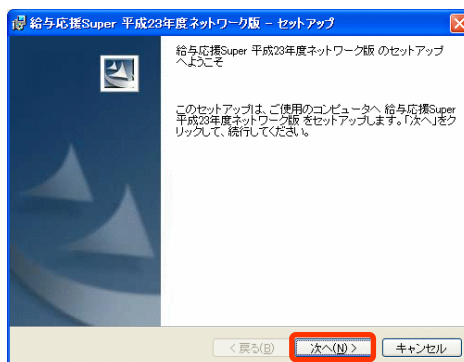 給与応援Super 平成23年度ネットワーク版 - セットアップ
給与応援Super 平成23年度ネットワーク版 のセットアップ
へようこそ
このセットアップは、ご使用のコンピュータへ 給与応援Super
平成23年度ネットワーク版 をセットアップします。「次へ」をク
リックして、続行してください。
< 戻る(B)
次へ(N) >
キャンセル